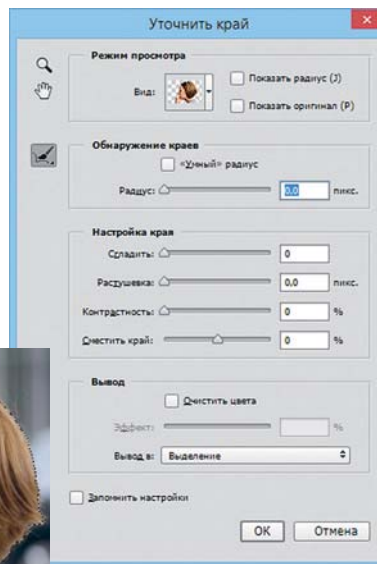 Уточнить край
Режим просмотра
Вид:
Показать радиус (J)
Показать оригинал (P)
Обнаружение краев
«Умный» радиус
Радиус: 0,0 пикс.
Настройка края
Сгладить: 0
Растушевка: 0,0 пикс.
Контрастность: 0 %
Сместить край: 0 %
Вывод
Очистить цвета
Эффект: %
Вывод в: Выделение
Запомнить настройки
OK Отмена